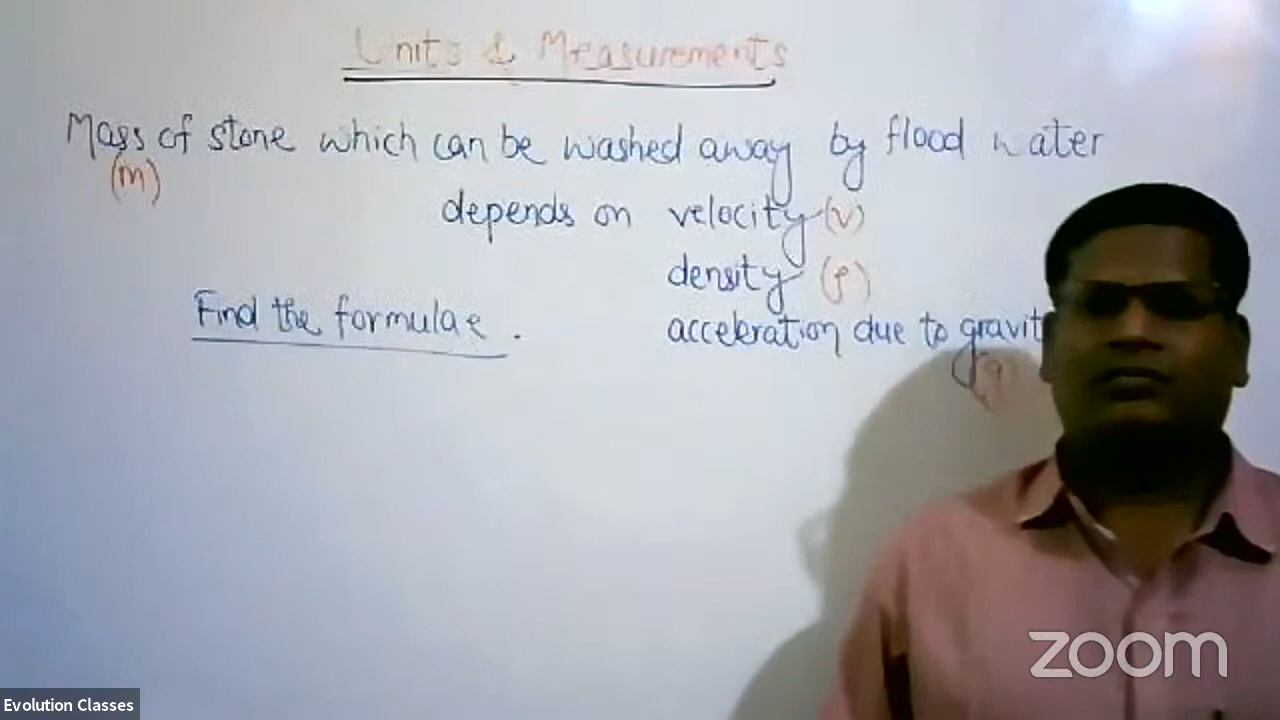 Units & Measurements
Mass of stone which can be washed away by flood water
(m)
depends on velocity (v)
density (ρ)
Find the formulae.
acceleration due to gravit
(g)
zoom
Evolution Classes